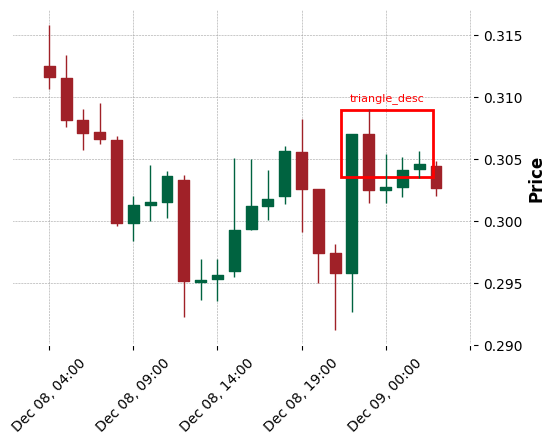 triangle_desc
0.315
0.310
0.305
0.300
0.295
0.290
Price
Dec 08, 04:00
Dec 08, 09:00
Dec 08, 14:00
Dec 08, 19:00
Dec 09, 00:00